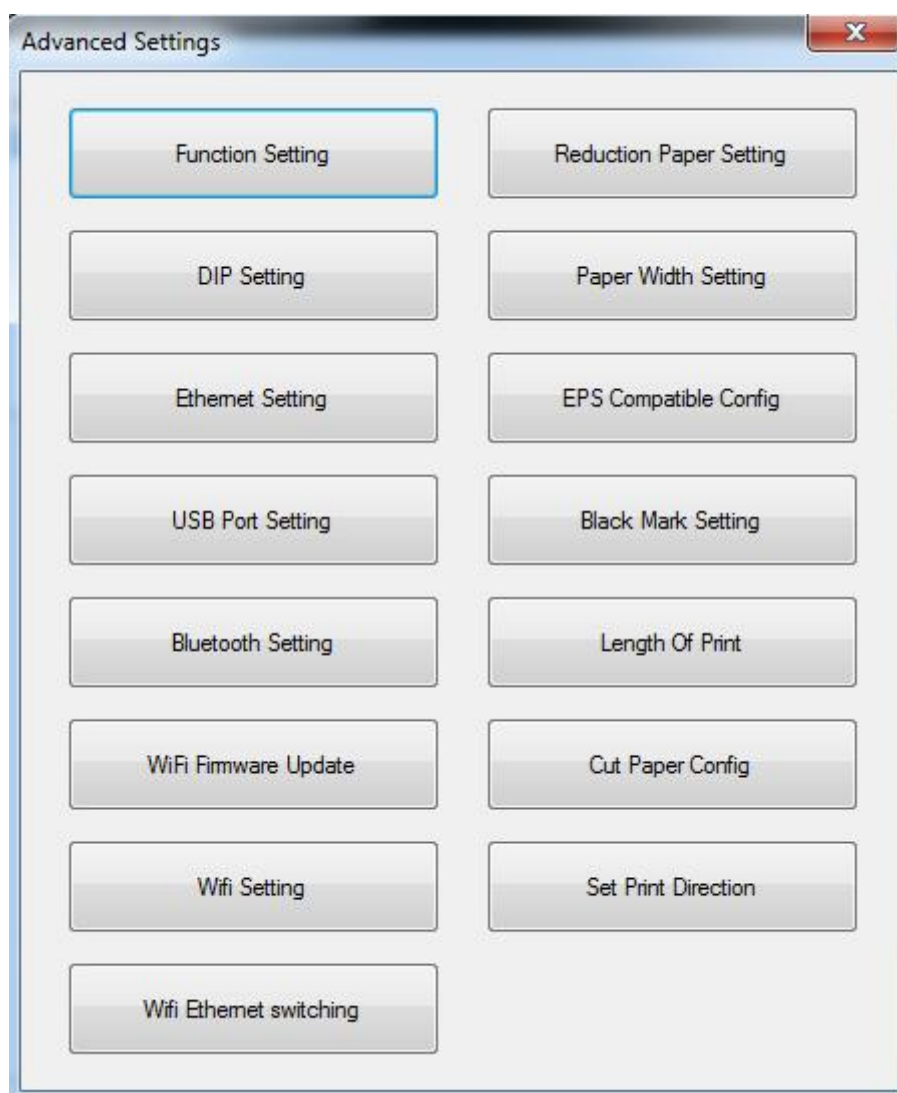 Advanced Settings
Function Setting
Reduction Paper Setting
DIP Setting
Paper Width Setting
Ethernet Setting
EPS Compatible Config
USB Port Setting
Black Mark Setting
Bluetooth Setting
Length Of Print
WiFi Firmware Update
Cut Paper Config
Wifi Setting
Set Print Direction
Wifi Ethernet switching